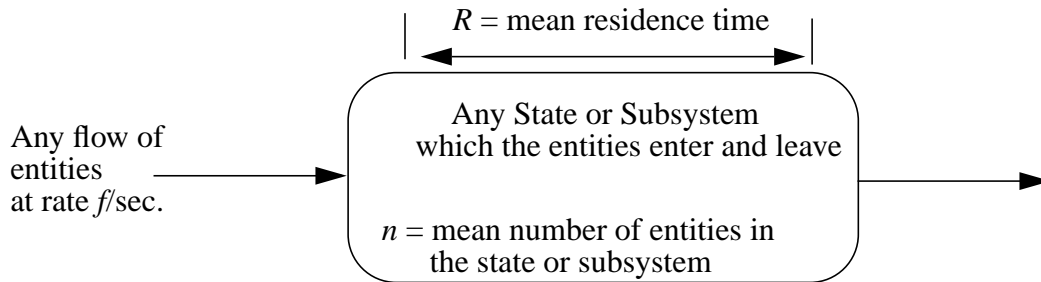 R = mean residence time
Any State or Subsystem
which the entities enter and leave
Any flow of
entities
at rate f/sec.
n = mean number of entities in
the state or subsystem